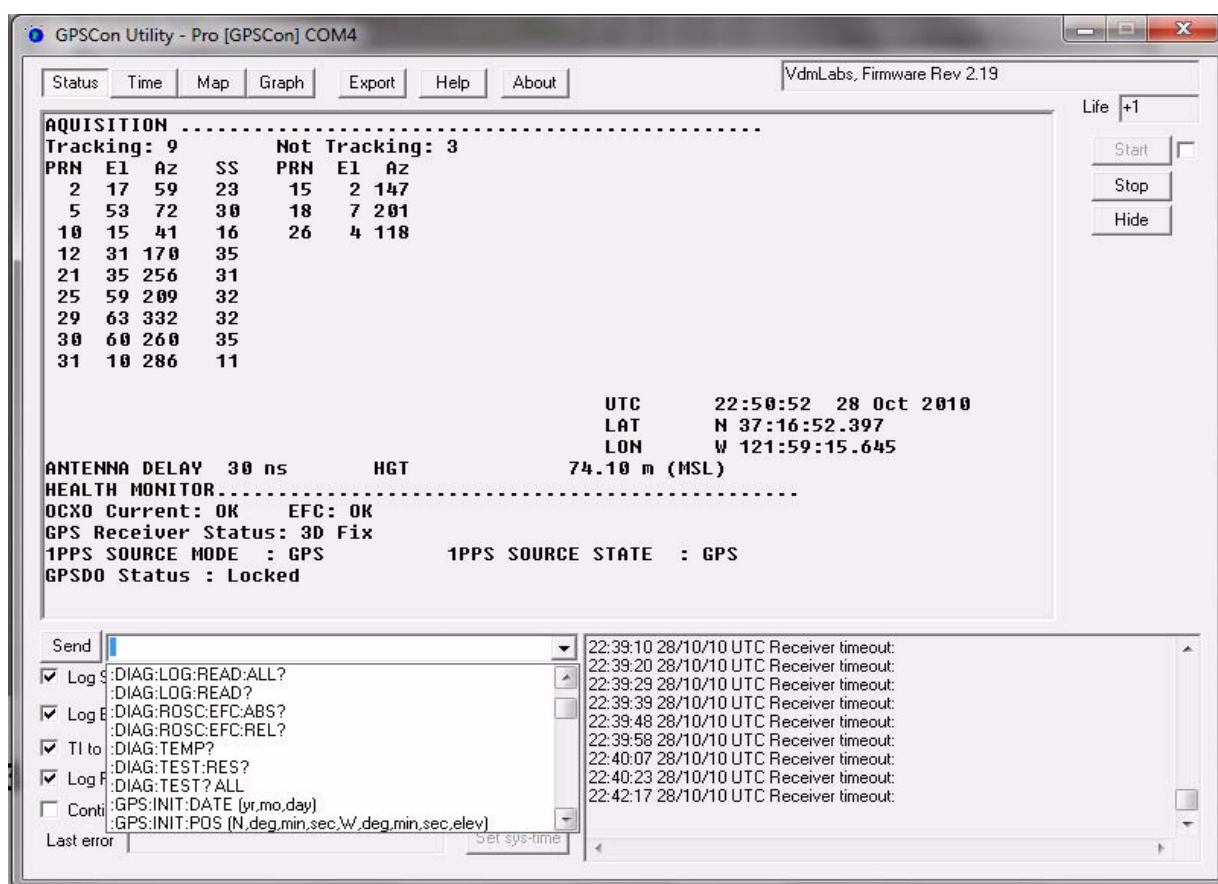 GPSCon Utility - Pro [GPSCon] COM4
Status Time Map Graph Export Help About
VdmLabs, Firmware Rev 2.19
Life +1
Start
Stop
Hide
AQUISITION ................................................
Tracking: 9 Not Tracking: 3
PRN El Az SS PRN El Az
2 17 59 23 15 2 147
5 53 72 30 18 7 201
10 15 41 16 26 4 118
12 31 170 35
21 35 256 31
25 59 209 32
29 63 332 32
30 60 260 35
31 10 286 11
UTC 22:50:52 28 Oct 2010
LAT N 37:16:52.397
LON W 121:59:15.645
ANTENNA DELAY 30 ns HGT 74.10 m (MSL)
HEALTH MONITOR................................................
OCXO Current: OK EFC: OK
GPS Receiver Status: 3D Fix
1PPS SOURCE MODE : GPS 1PPS SOURCE STATE : GPS
GPSDO Status : Locked
Send
Log
Log
TI to
Log
Conti
Last error
:DIAG:LOG:READ:ALL?
:DIAG:LOG:READ?
:DIAG:ROSC:EFC:ABS?
:DIAG:ROSC:EFC:REL?
:DIAG:TEMP?
:DIAG:TEST:RES?
:DIAG:TEST? ALL
:GPS:INIT:DATE (yr,mo,day)
:GPS:INIT:POS (N,deg,min,sec,W,deg,min,sec,elev)
Set sys-time
22:39:10 28/10/10 UTC Receiver timeout:
22:39:20 28/10/10 UTC Receiver timeout:
22:39:29 28/10/10 UTC Receiver timeout:
22:39:39 28/10/10 UTC Receiver timeout:
22:39:48 28/10/10 UTC Receiver timeout:
22:39:58 28/10/10 UTC Receiver timeout:
22:40:07 28/10/10 UTC Receiver timeout:
22:40:23 28/10/10 UTC Receiver timeout:
22:42:17 28/10/10 UTC Receiver timeout: